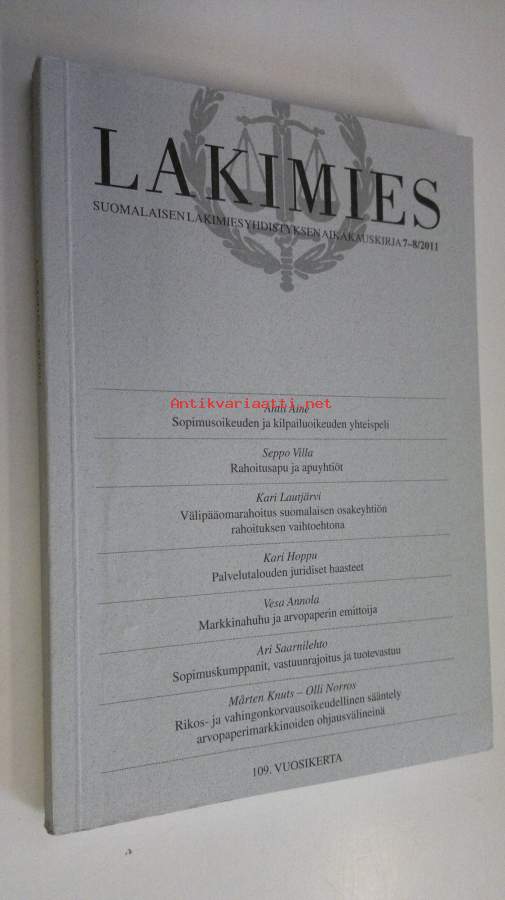 LAKIMIES
SUOMALAISEN LAKIMIESYHDISTYKSEN AIKAKAUSKIRJA 7–8/2011
Antikvariaatti.net
Sopimusoikeuden ja kilpailuoikeuden yhteispeli
Seppo Villa
Rahoitusapu ja apuyhtiöt
Kari Lautjärvi
Välipääomarahoitus suomalaisen osakeyhtiön
rahoituksen vaihtoehtona
Kari Hoppu
Palvelutalouden juridiset haasteet
Vesa Annola
Markkinahuhu ja arvopaperin emittoija
Ari Saarnilehto
Sopimuskumppanit, vastuunrajoitus ja tuotevastuu
Mårten Knuts – Olli Norros
Rikos- ja vahingonkorvausoikeudellinen sääntely
arvopaperimarkkinoiden ohjausvälineinä
109. VUOSIKERTA